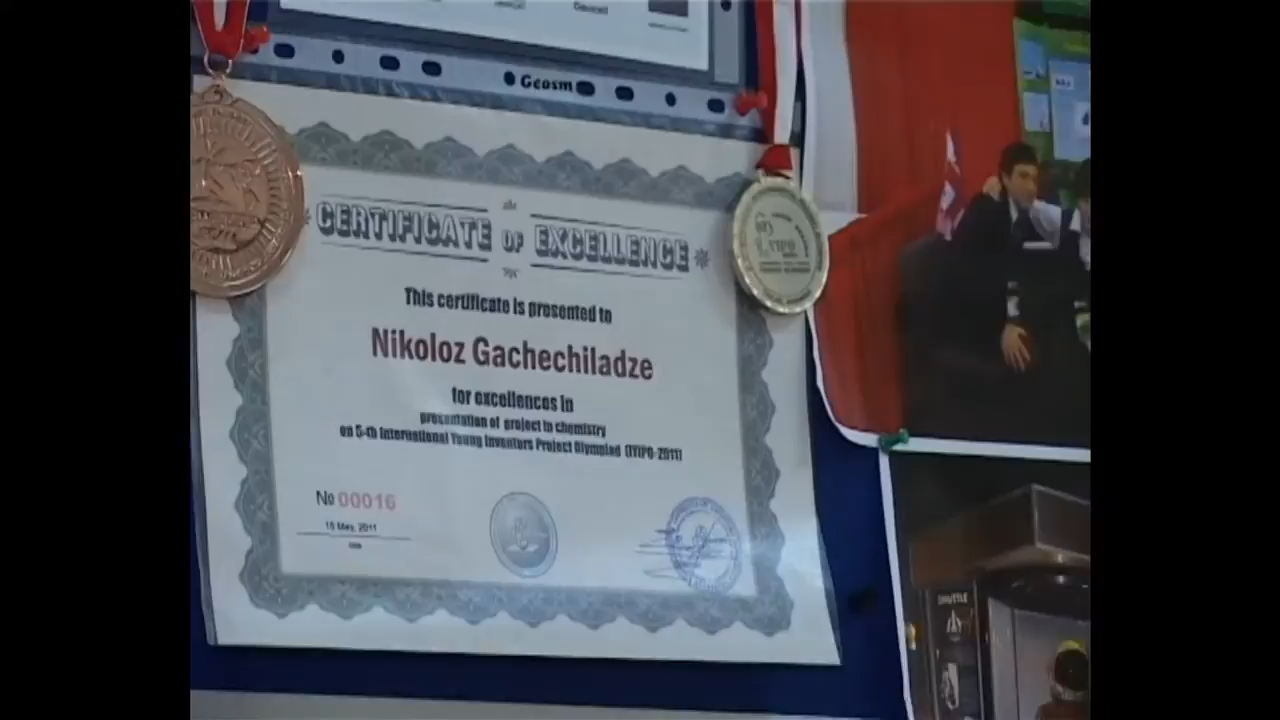 Geosm
CERTIFICATE OF EXCELLENCE
This certificate is presented to
Nikoloz Gachechiladze
for excellences in
presentation of project in chemistry
on 5-th International Young Inventors Project Olympiad (IYIPO-2011)
№ 00016
May, 2011
SHUTTLE